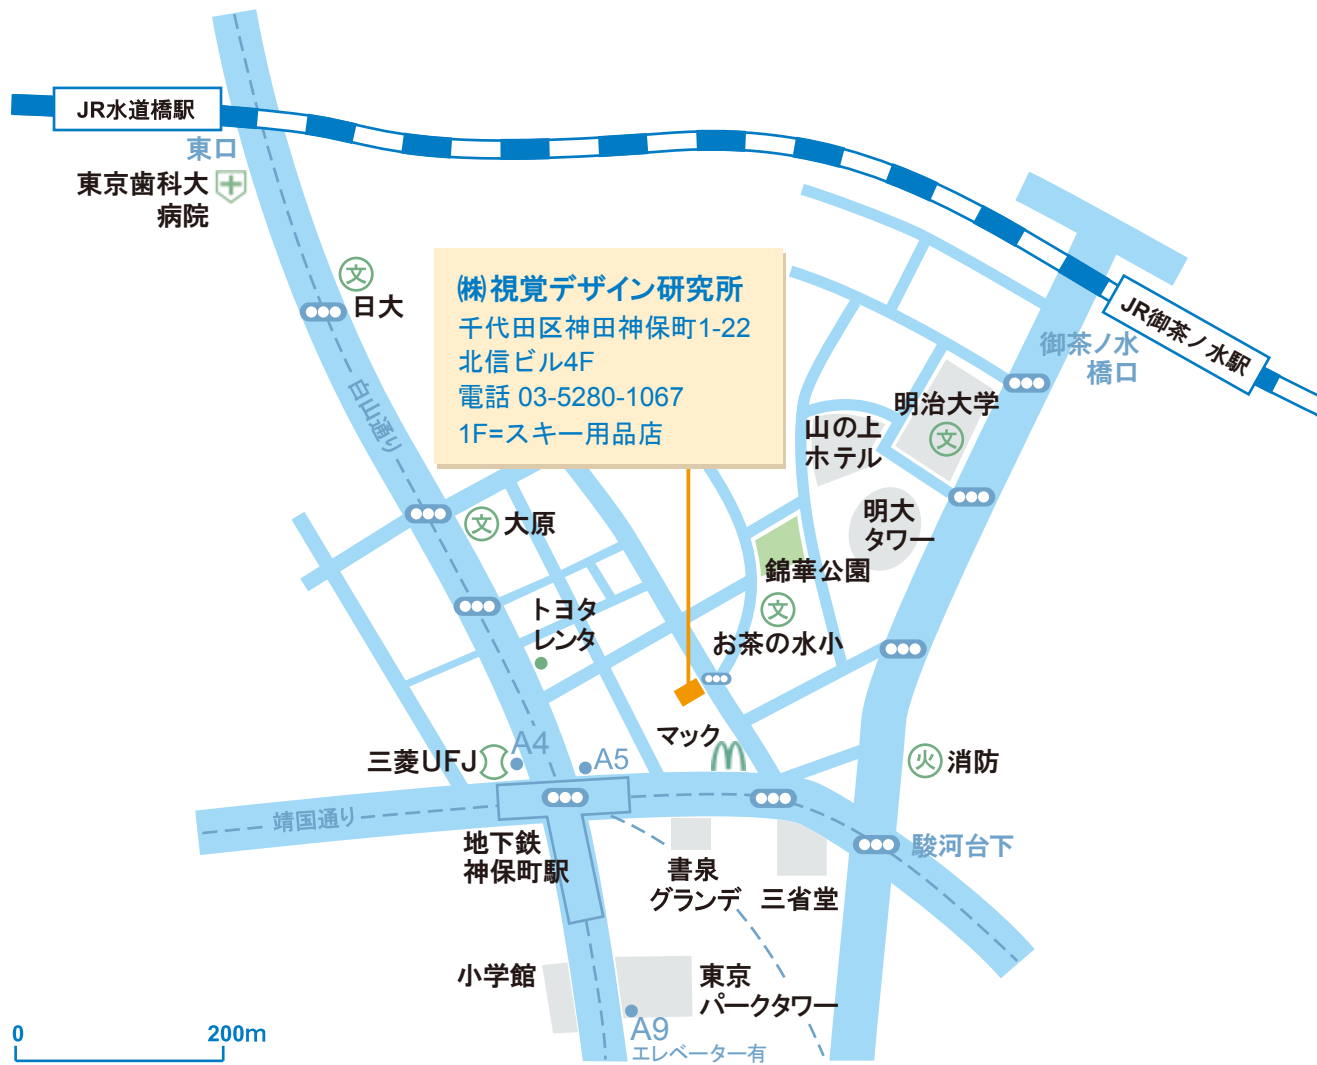 JR水道橋駅
東口
東京歯科大
病院
文
日大
㈱視覚デザイン研究所
千代田区神田神保町1-22
北信ビル4F
電話 03-5280-1067
1F=スキー用品店
JR御茶ノ水駅
御茶ノ水
橋口
白山通り
明治大学
文
山の上
ホテル
明大
タワー
文
大原
錦華公園
文
お茶の水小
トヨタ
レンタ
マック
三菱UFJ
A4
A5
火
消防
靖国通り
地下鉄
神保町駅
駿河台下
書泉
グランデ
三省堂
小学館
東京
パークタワー
A9
エレベーター有
0
200m